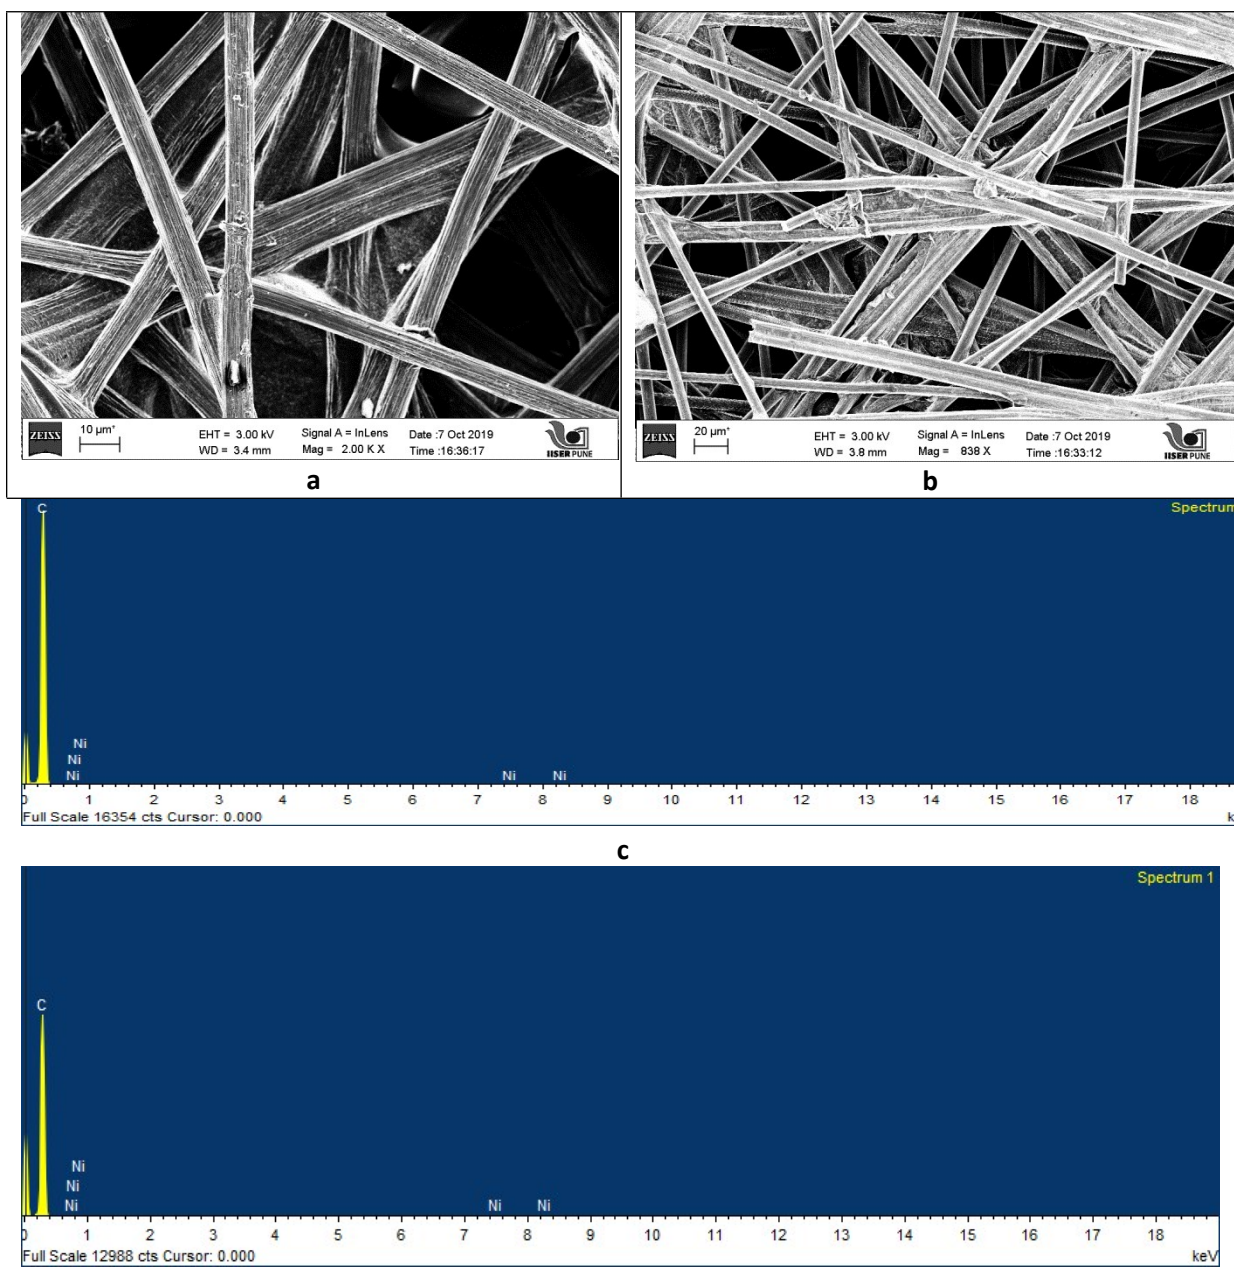 ZEISS
10 µm
EHT = 3.00 kV Signal A = InLens Date :7 Oct 2019
WD = 3.4 mm Mag = 2.00 K X Time :16:36:17
IISER PUNE
a
ZEISS
20 µm
EHT = 3.00 kV Signal A = InLens Date :7 Oct 2019
WD = 3.8 mm Mag = 838 X Time :16:33:12
IISER PUNE
b
C
Spectrum
Ni
Ni
Ni Ni Ni
0 1 2 3 4 5 6 7 8 9 10 11 12 13 14 15 16 17 18
Full Scale 16354 cts Cursor: 0.000 k
c
Spectrum 1
C
Ni
Ni
Ni Ni Ni
0 1 2 3 4 5 6 7 8 9 10 11 12 13 14 15 16 17 18
Full Scale 12988 cts Cursor: 0.000 keV